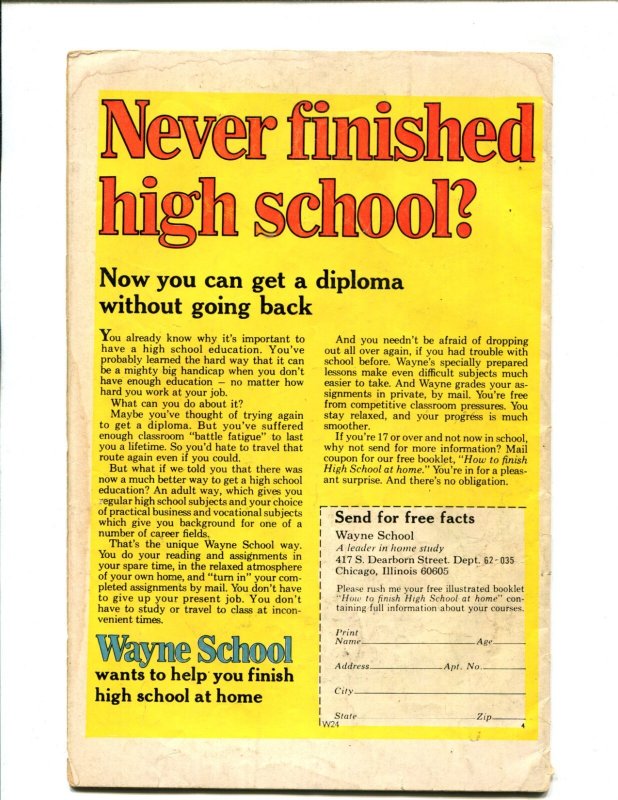 Never finished
high school?
Now you can get a diploma
without going back
You already know why it's important to
have a high school education. You've
probably learned the hard way that it can
be a mighty big handicap when you don't
have enough education – no matter how
hard you work at your job.
What can you do about it?
Maybe you've thought of trying again
to get a diploma. But you've suffered
enough classroom "battle fatigue" to last
you a lifetime. So you'd hate to travel that
route again even if you could.
But what if we told you that there was
now a much better way to get a high school
education? An adult way, which gives you
regular high school subjects and your choice
of practical business and vocational subjects
which give you background for one of a
number of career fields.
That's the unique Wayne School way.
You do your reading and assignments in
your spare time, in the relaxed atmosphere
of your own home, and "turn in" your com-
pleted assignments by mail. You don't have
to give up your present job. You don't
have to study or travel to class at incon-
venient times.
Wayne School
wants to help you finish
high school at home
And you needn't be afraid of dropping
out all over again, if you had trouble with
school before. Wayne's specially prepared
lessons make even difficult subjects much
easier to take. And Wayne grades your as-
signments in private, by mail. You're free
from competitive classroom pressures. You
stay relaxed, and your progress is much
smoother.
If you're 17 or over and not now in school,
why not send for more information? Mail
coupon for our free booklet, "How to finish
High School at home." You're in for a pleas-
ant surprise. And there's no obligation.
Send for free facts
Wayne School
A leader in home study
417 S. Dearborn Street. Dept. 62-035
Chicago, Illinois 60605
Please rush me your free illustrated booklet
"How to finish High School at home" con-
taining full information about your courses.
Print
Name Age
Address Apt. No.
City
State Zip
W24 4